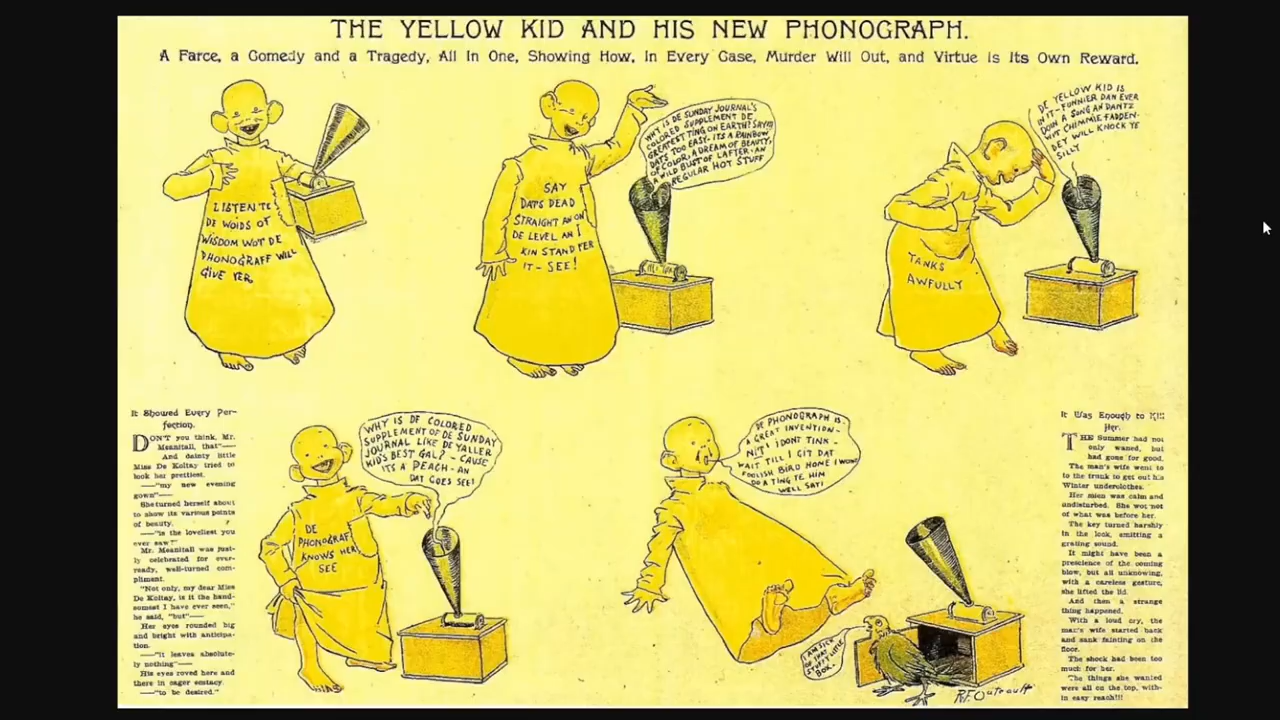 THE YELLOW KID AND HIS NEW PHONOGRAPH.
A Farce, a Comedy and a Tragedy, All In One, Showing How, In Every Case, Murder Will Out, and Virtue Is Its Own Reward.
LISTEN TE
DE WOIDS OF
WISDOM WOT DE
PHONOGRAFF WILL
GIVE YER
SAY
DATS DEAD
STRAIGHT AN ON
DE LEVEL AN I
KIN STAND FER
IT - SEE!
WHY IS DE SUNDAY JOURNAL'S
COLORED SUPPLEMENT DE
GREATEST TING ON EARTH? SAY!!!
DATS TOO EASY - ITS A RAINBOW
OF COLOR, A DREAM OF BEAUTY,
A WILD BUST OF LAFTER - AN
REGULAR HOT STUFF
DE YELLOW KID IS
IN IT - FUNNIER DAN EVER
DOIN A SONG AN DANTZ
WIT CHIMMIE FADDEN.
DEY WILL KNOCK YE
SILLY
TANKS
AWFULLY
It Showed Every Per-
fection.
DON'T you think, Mr.
Meanitall, that"—
And dainty little
Miss De Koltay tried to
look her prettiest.
—"my new evening
gown"—
She turned herself about
to show its various points
of beauty.
—"is the loveliest you
ever saw?"
Mr. Meanitall was just-
ly celebrated for ever-
ready, well-turned com-
pliment.
"Not only, my dear Miss
De Koltay, is it the hand-
somest I have ever seen,"
he said, "but"—
Her eyes rounded big
and bright with anticipa-
tion.
—"it leaves absolute-
ly nothing"—
His eyes roved here and
there in eager ecstacy.
—"to be desired."
WHY IS DE COLORED
SUPPLEMENT OF DE SUNDAY
JOURNAL LIKE DE YALLER
KID'S BEST GAL? - CAUSE
ITS A PEACH - AN
DAT GOES SEE!
DE
PHONOGRAF
KNOWS HER
SEE
DE PHONOGRAPH IS
A GREAT INVENTION -
NIT! I DONT TINK -
WAIT TILL I GIT DAT
FOOLISH BIRD HOME I WONT
DO A TING TE HIM
WELL SAY!
I AM SICK
OF DAT
STUFFY LITTLE
BOX.
R.F. Outcault
It Was Enough to Kill
Her.
THE Summer had not
only waned, but
had gone for good.
The man's wife went to
to the trunk to get out his
Winter underclothes.
Her mien was calm and
undisturbed. She wot not
of what was before her.
The key turned harshly
in the lock, emitting a
grating sound.
It might have been a
prescience of the coming
blow, but all unknowing,
with a careless gesture,
she lifted the lid.
And then a strange
thing happened.
With a loud cry, the
man's wife started back
and sank fainting on the
floor.
The shock had been too
much for her.
The things she wanted
were all on the top, with-
in easy reach!!!